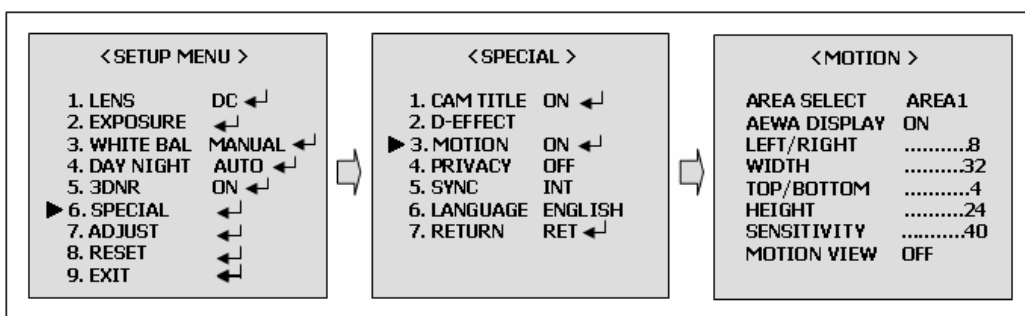 < SETUP MENU >
1. LENS DC ↵
2. EXPOSURE ↵
3. WHITE BAL MANUAL ↵
4. DAY NIGHT AUTO ↵
5. 3DNR ON ↵
▶ 6. SPECIAL ↵
7. ADJUST ↵
8. RESET ↵
9. EXIT ↵
< SPECIAL >
1. CAM TITLE ON ↵
2. D-EFFECT
▶ 3. MOTION ON ↵
4. PRIVACY OFF
5. SYNC INT
6. LANGUAGE ENGLISH
7. RETURN RET ↵
< MOTION >
AREA SELECT AREA1
AEWA DISPLAY ON
LEFT/RIGHT ..........8
WIDTH ..........32
TOP/BOTTOM ..........4
HEIGHT ..........24
SENSITIVITY ...........40
MOTION VIEW OFF